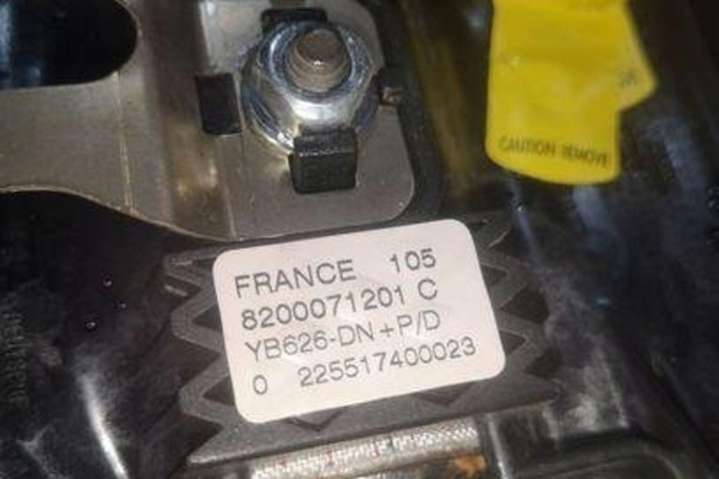 CAUTION REMOVE
FRANCE 105
8200071201 C
YB626-DN+P/D
0 225517400023